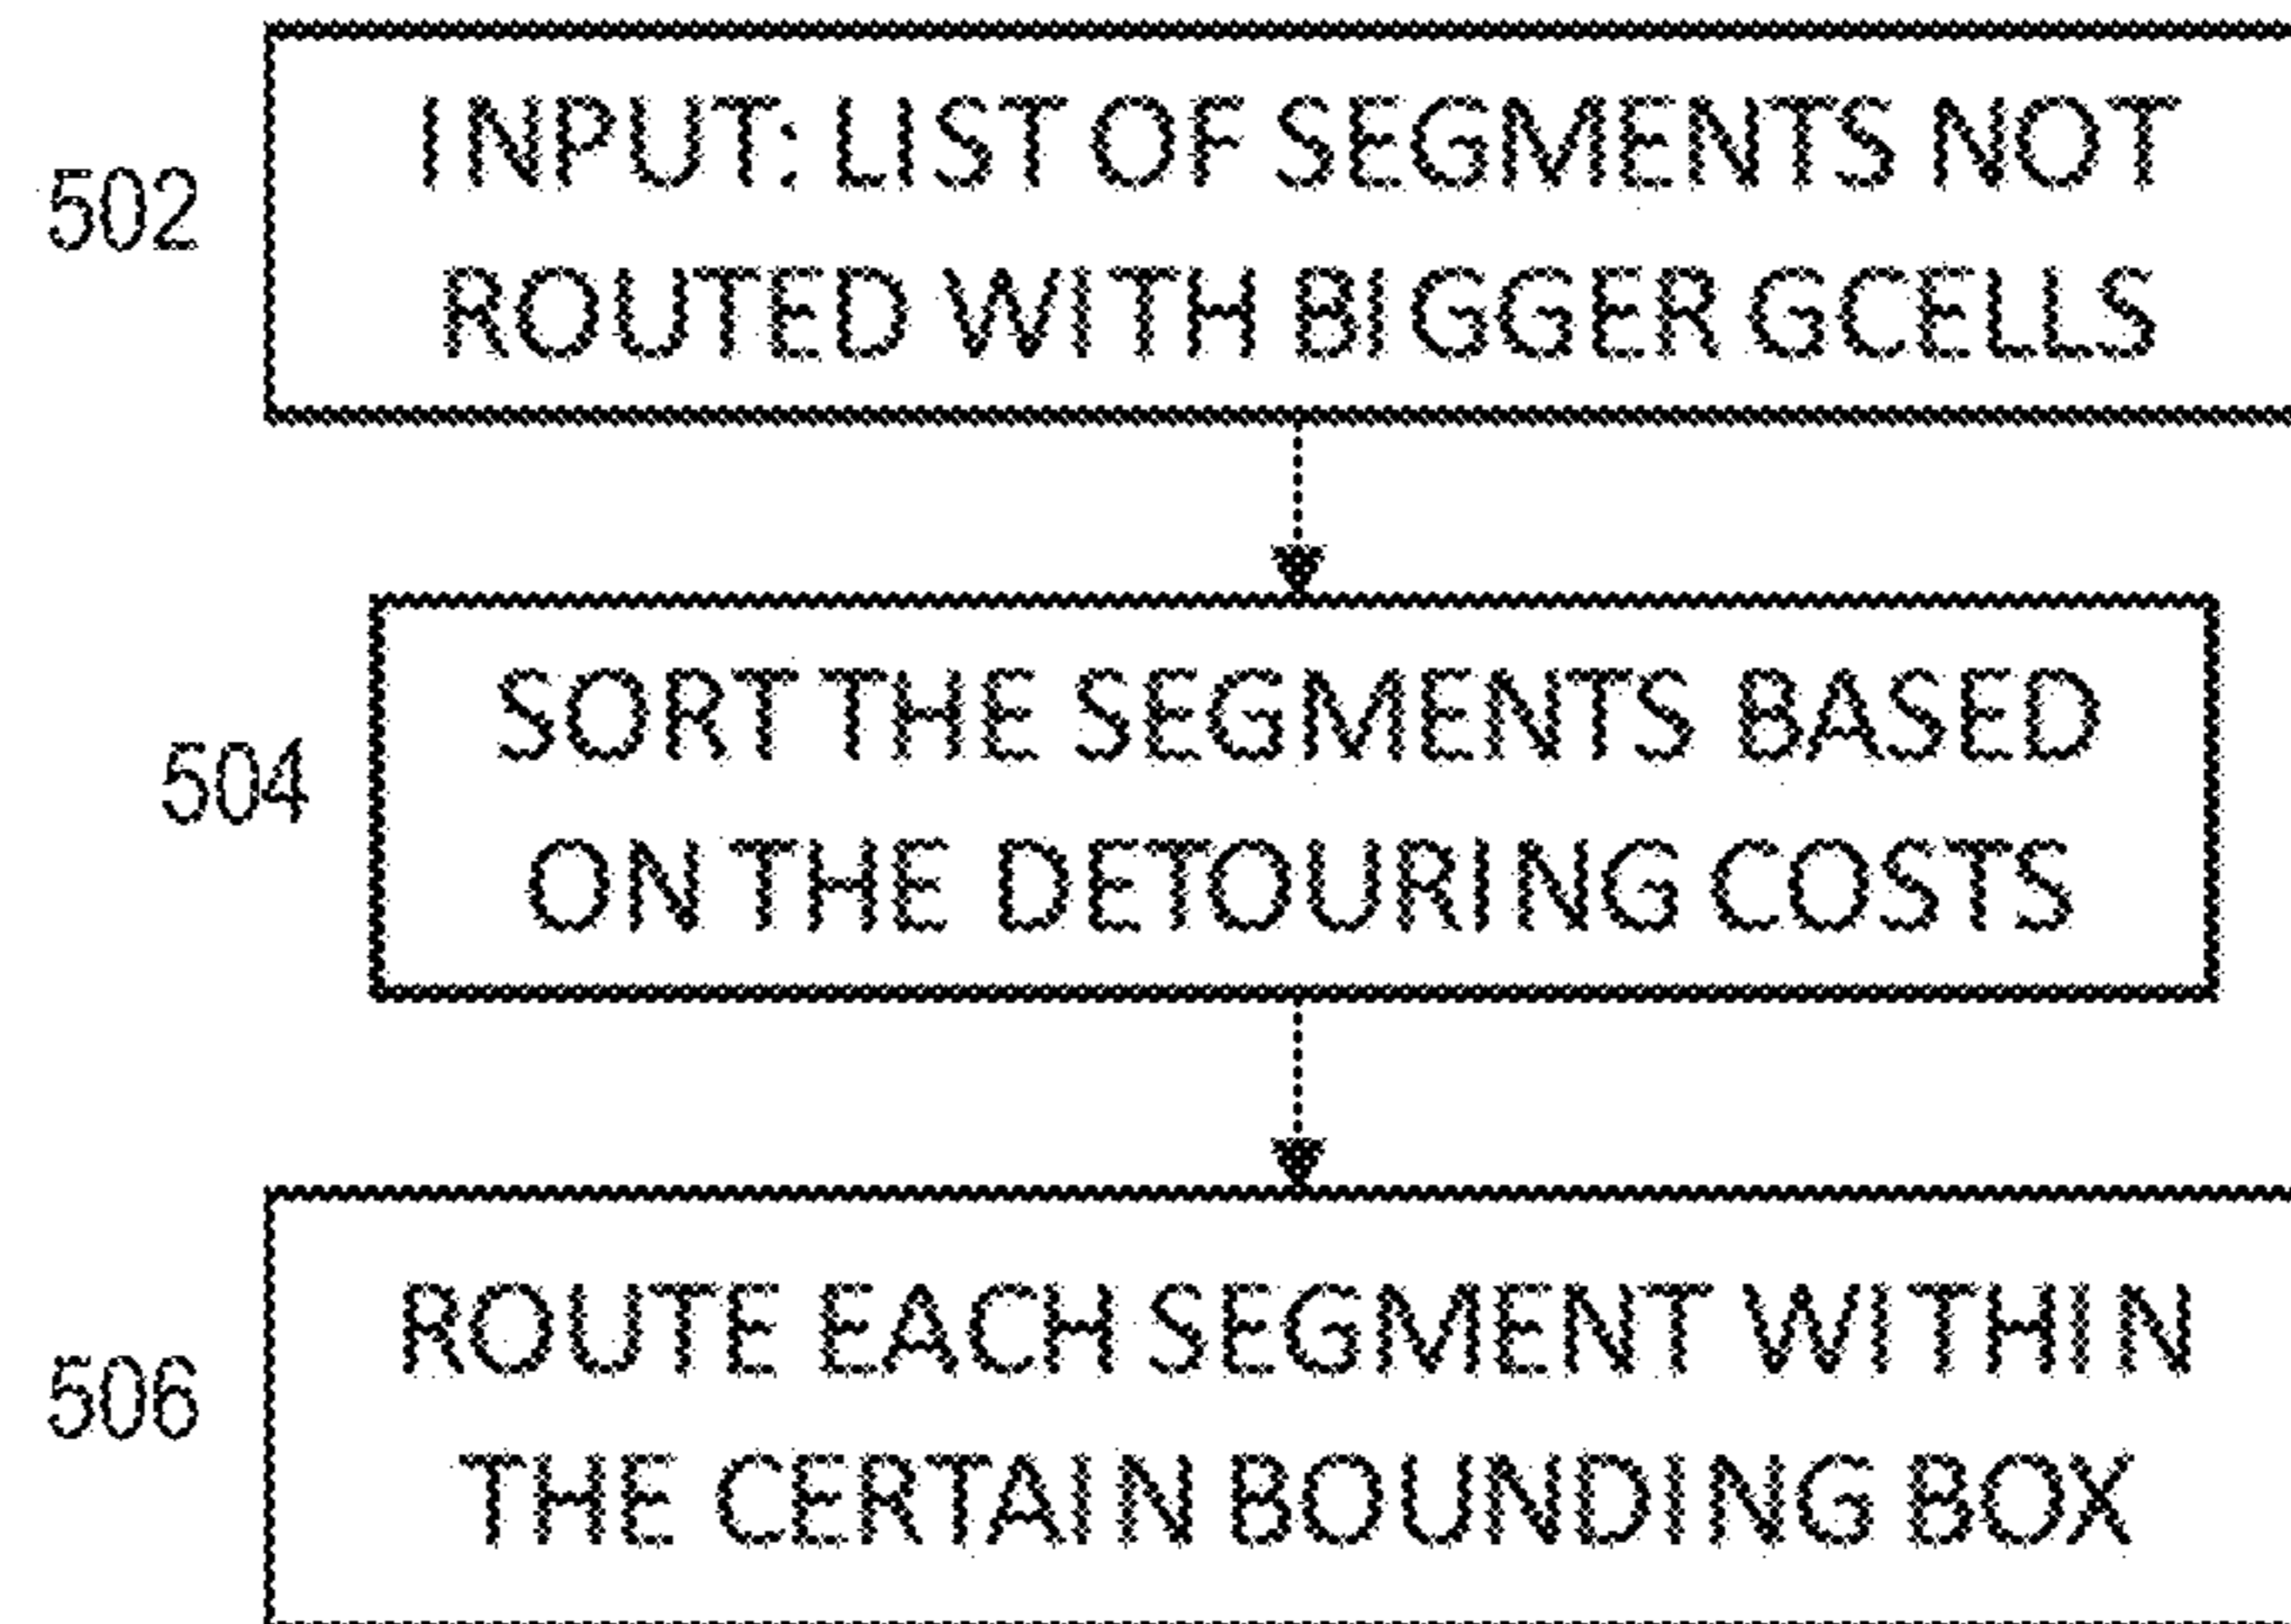 502
INPUT: LIST OF SEGMENTS NOT
ROUTED WITH BIGGER GCELLS
504
SORT THE SEGMENTS BASED
ON THE DETOURING COSTS
506
ROUTE EACH SEGMENT WITHIN
THE CERTAIN BOUNDING BOX